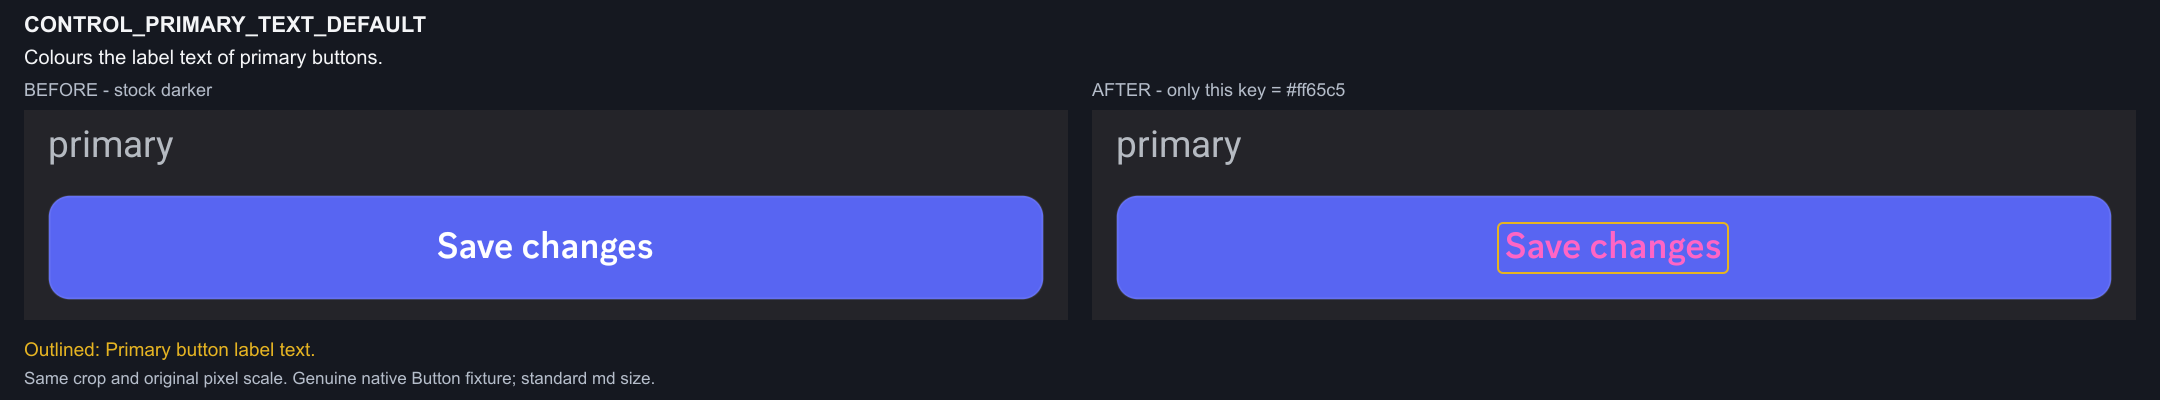 CONTROL_PRIMARY_TEXT_DEFAULT
Colours the label text of primary buttons.
BEFORE - stock darker
AFTER - only this key = #ff65c5
primary
primary
Save changes
Save changes
Outlined: Primary button label text.
Same crop and original pixel scale. Genuine native Button fixture; standard md size.